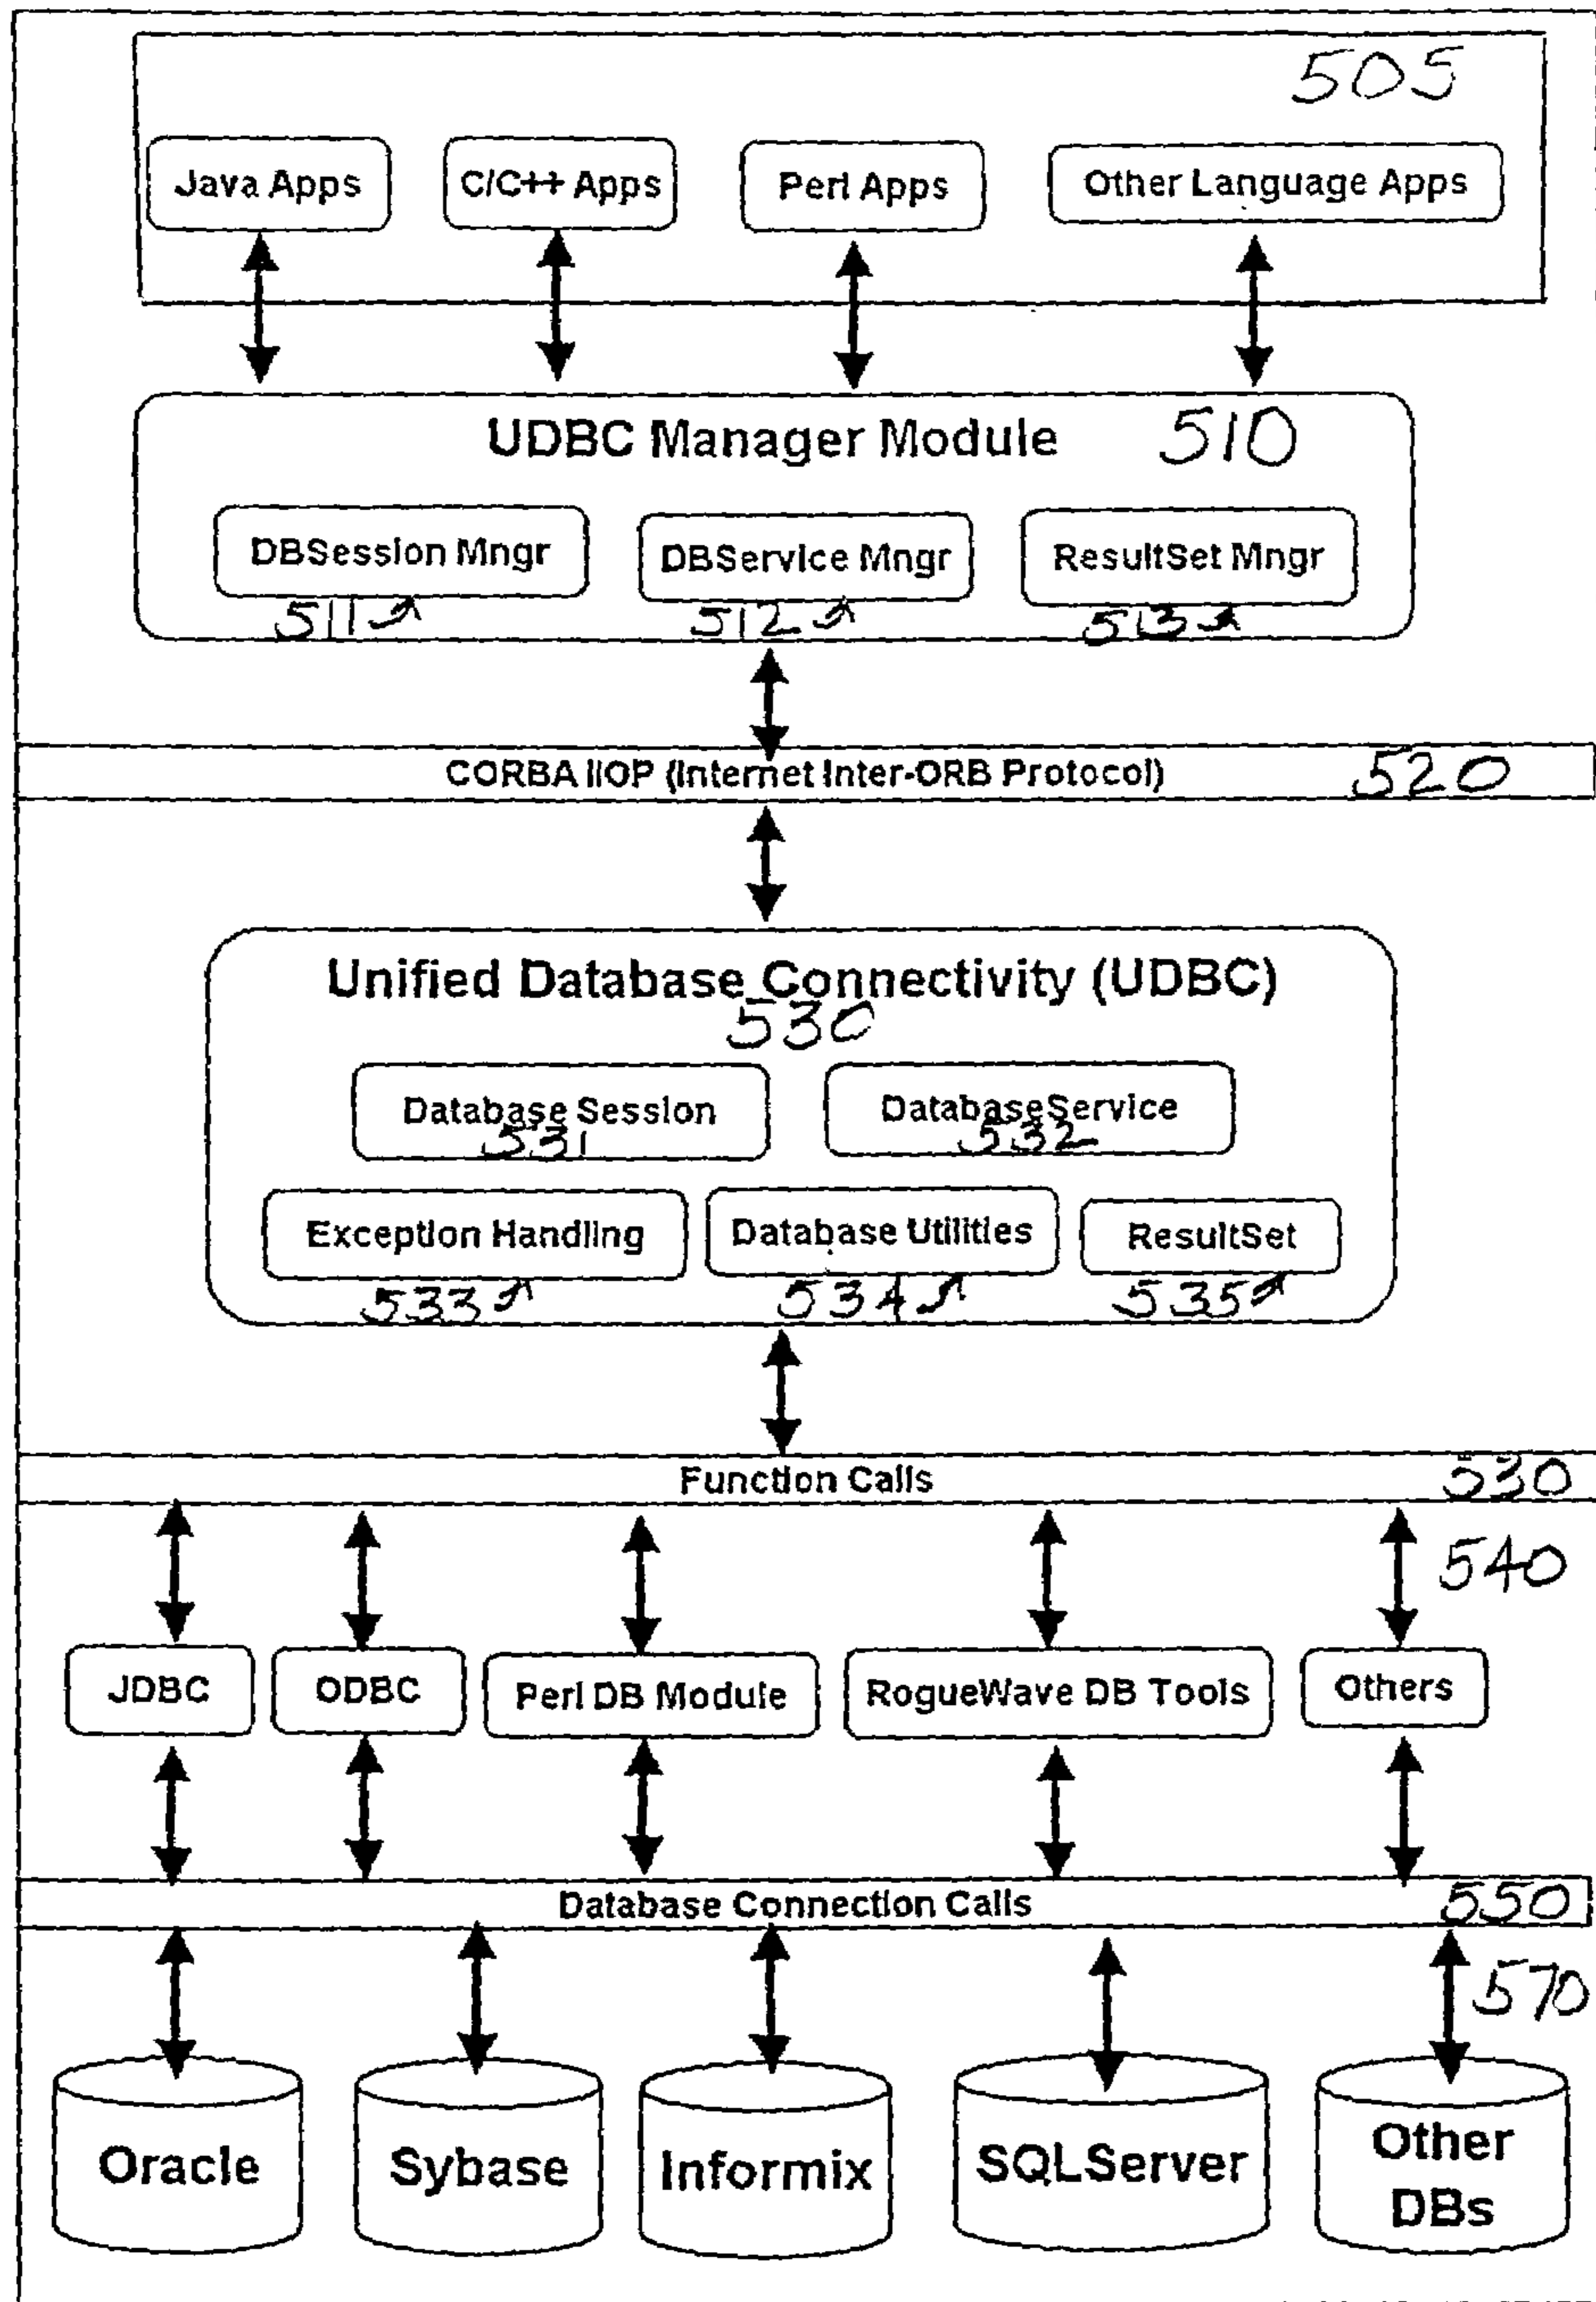 505
Java Apps
C/C++ Apps
Perl Apps
Other Language Apps
UDBC Manager Module 510
DBSession Mngr
DBService Mngr
ResultSet Mngr
511
512
513
CORBA IIOP (Internet Inter-ORB Protocol) 520
Unified Database Connectivity (UDBC)
530
Database Session
DatabaseService
531
532
Exception Handling
Database Utilities
ResultSet
533
534
535
Function Calls 530
540
JDBC
ODBC
Perl DB Module
RogueWave DB Tools
Others
Database Connection Calls 550
570
Oracle
Sybase
Informix
SQLServer
Other
DBs